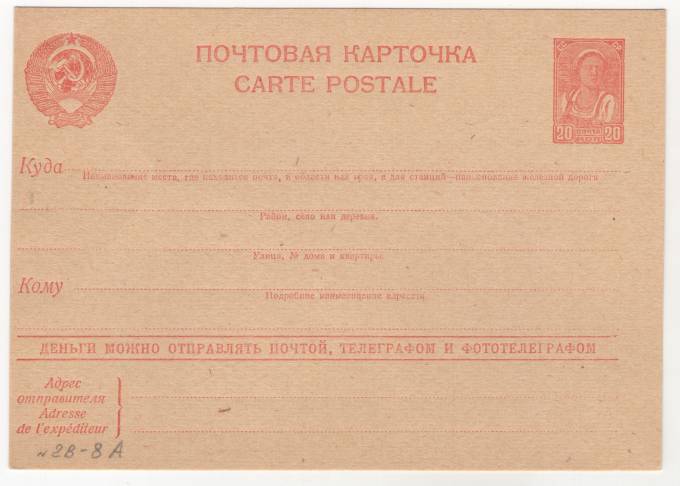 ПОЧТОВАЯ КАРТОЧКА
CARTE POSTALE
20 ПОЧТА СССР 20
Куда
Наименование места, где находится почта, и области или края, а для станций—наименование железной дороги
Район, село или деревня.
Улица, № дома и квартиры.
Кому
Подробное наименование адресата
ДЕНЬГИ МОЖНО ОТПРАВЛЯТЬ ПОЧТОЙ, ТЕЛЕГРАФОМ И ФОТОТЕЛЕГРАФОМ
Адрес
отправителя
Adresse
de l'expéditeur
2B-8A